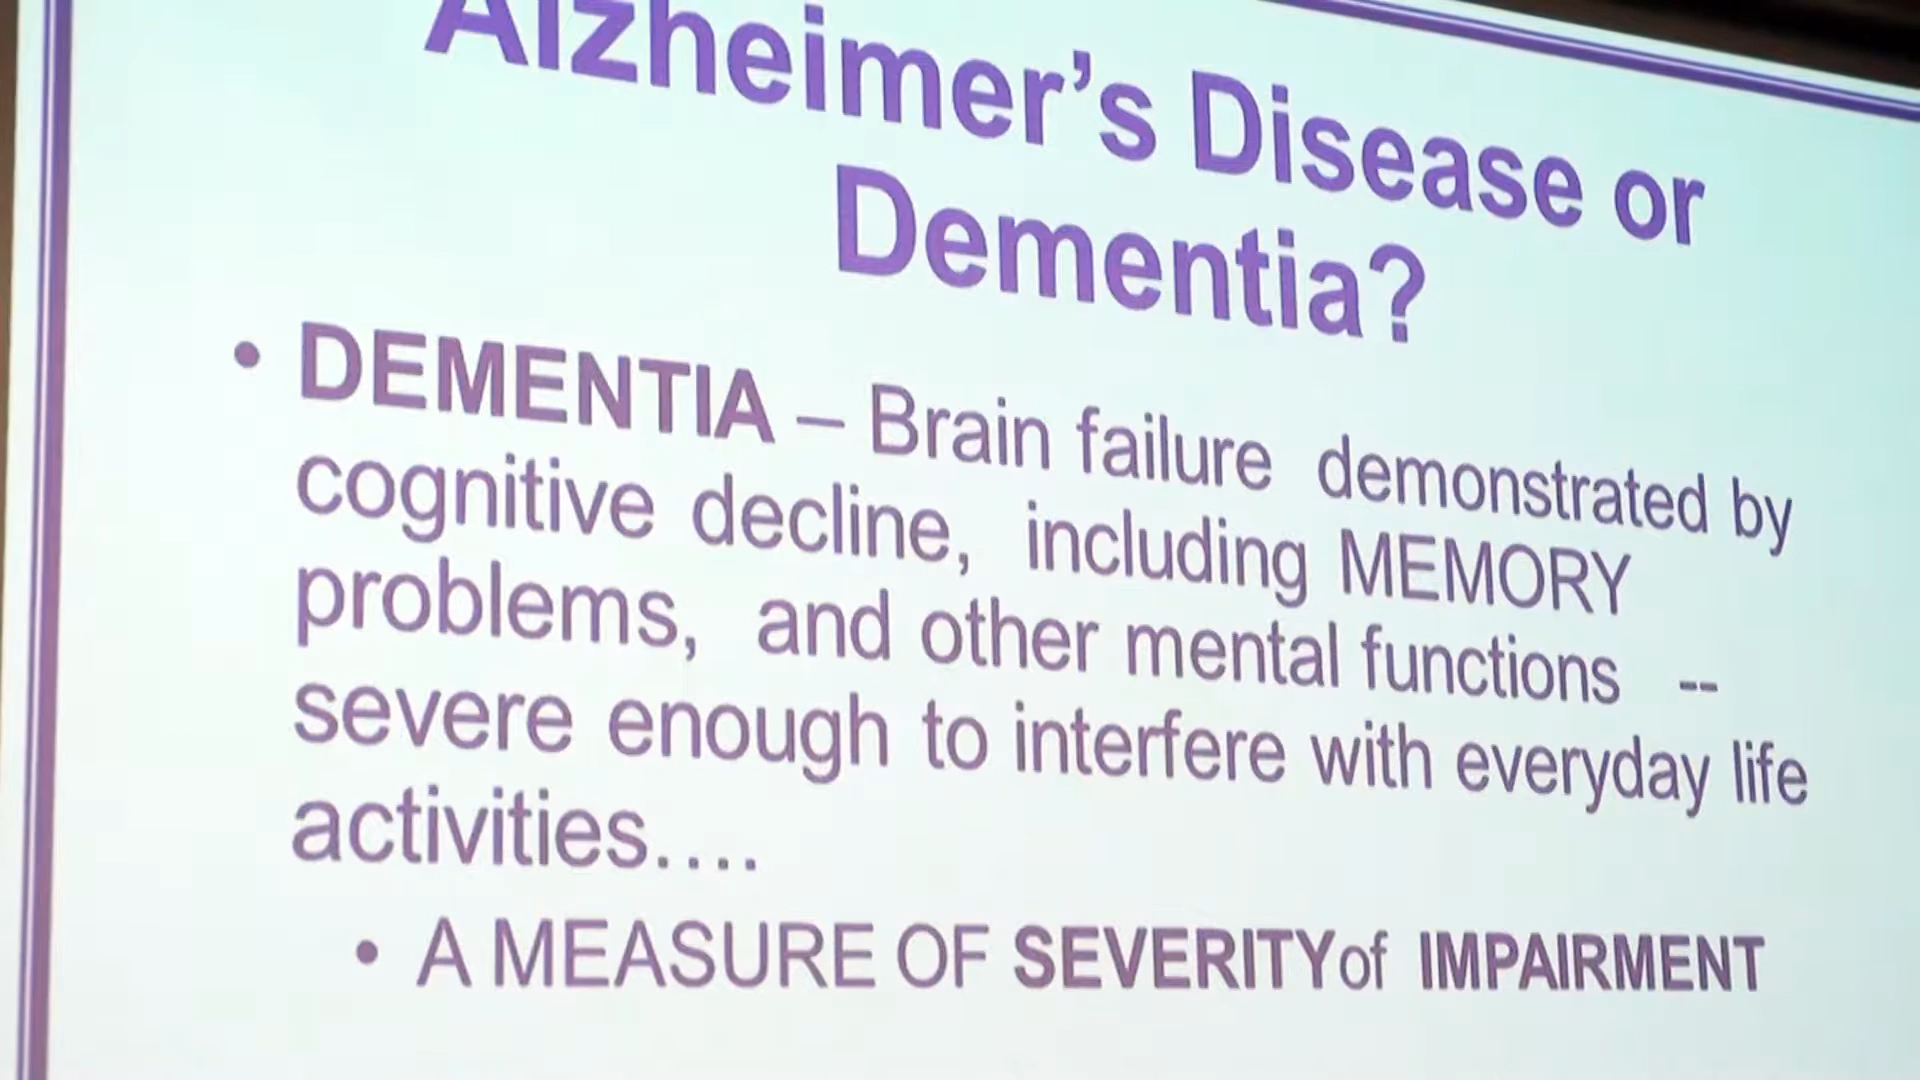 Alzheimer's Disease or
Dementia?
• DEMENTIA – Brain failure demonstrated by
cognitive decline, including MEMORY
problems, and other mental functions --
severe enough to interfere with everyday life
activities….
• A MEASURE OF SEVERITYof IMPAIRMENT